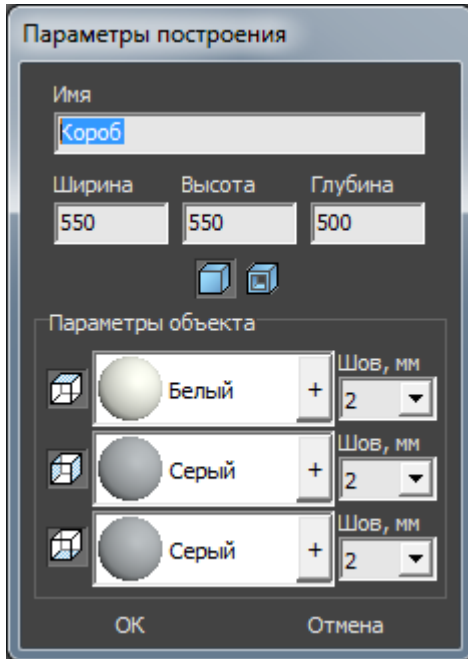 Параметры построения
Имя
Короб
Ширина Высота Глубина
550 550 500
Параметры объекта
Шов, мм
Белый + 2
Шов, мм
Серый + 2
Шов, мм
Серый + 2
ОК Отмена